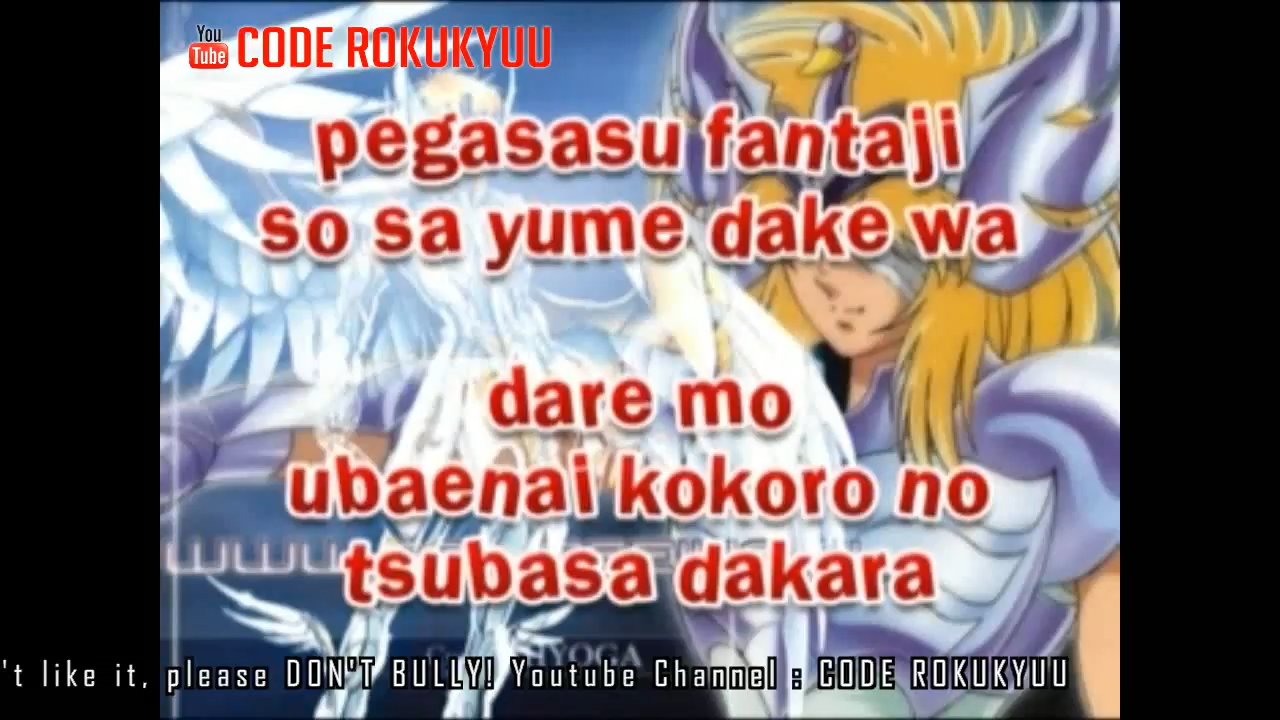 You Tube CODE ROKUKYUU
pegasasu fantaji
so sa yume dake wa
dare mo
ubaenai kokoro no
tsubasa dakara
't like it, please DON'T BULLY! Youtube Channel : CODE ROKUKYUU